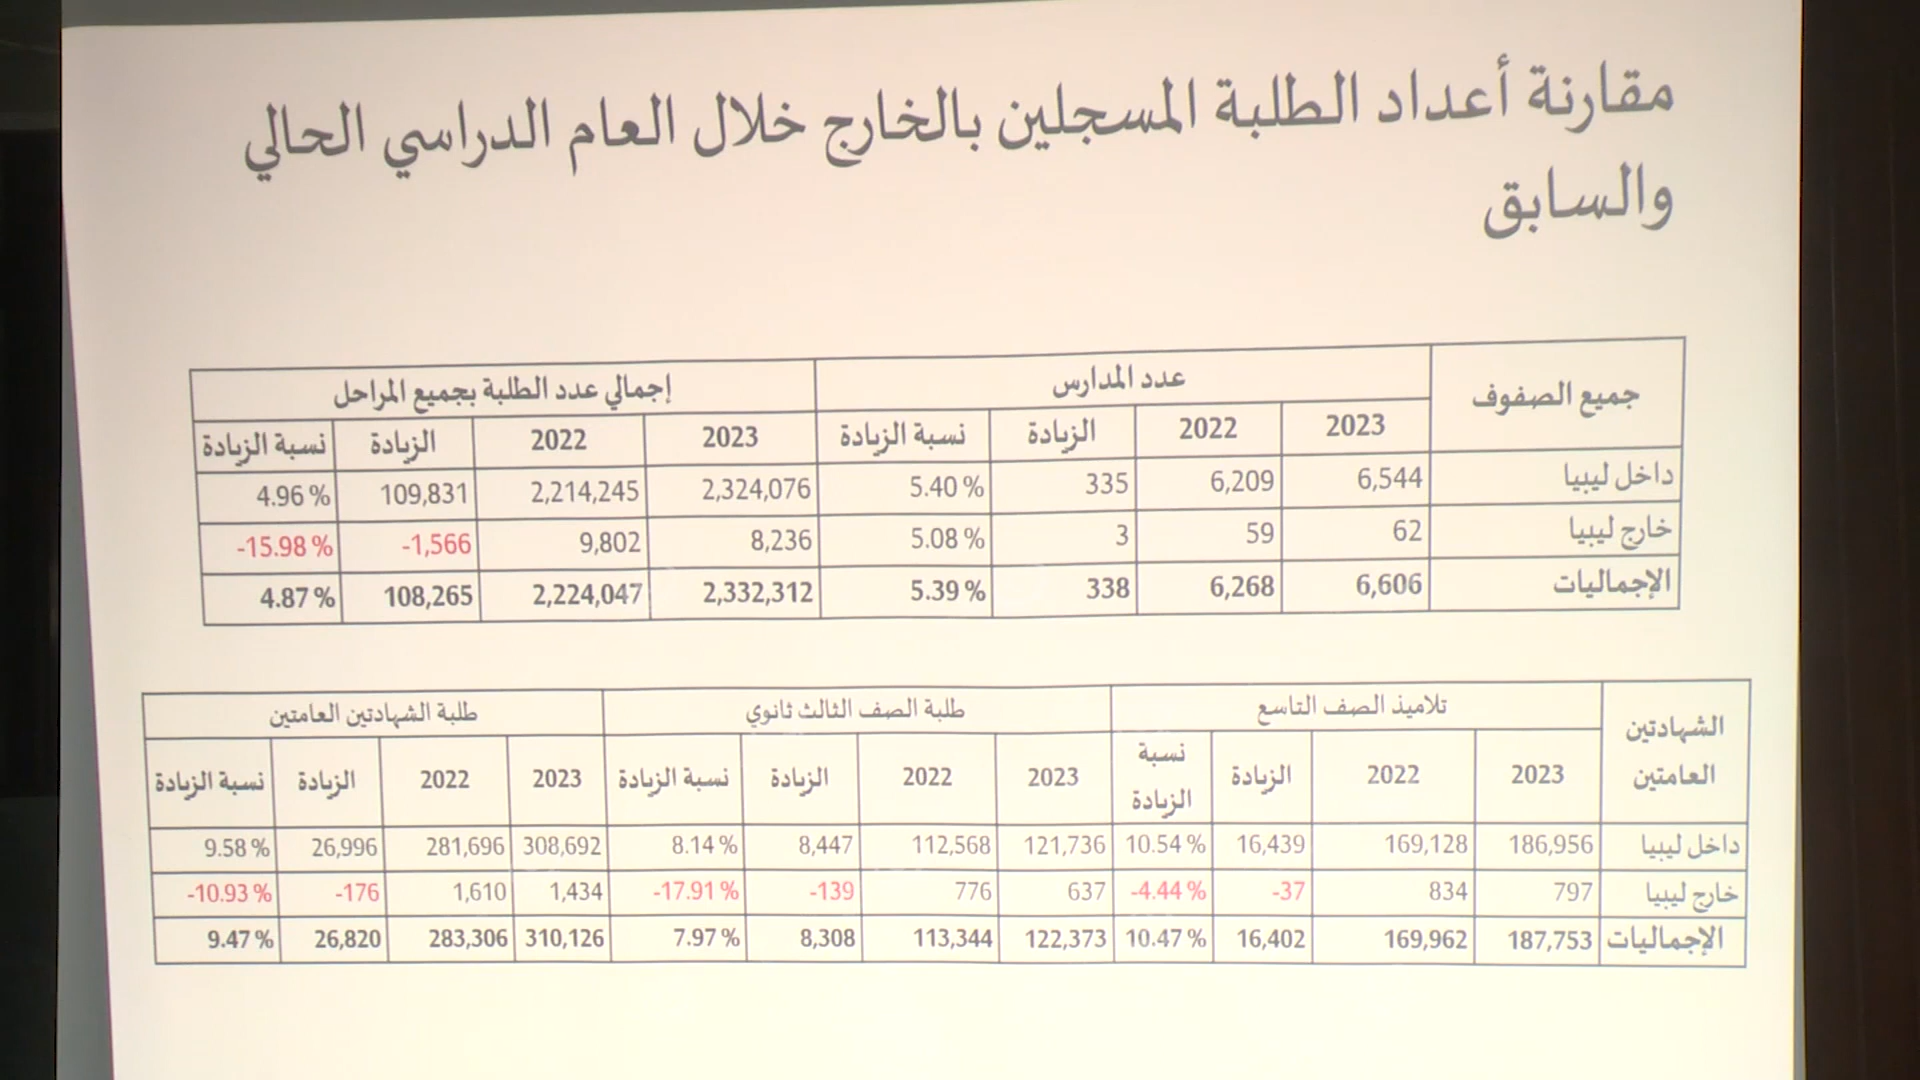 مقارنة أعداد الطلبة المسجلين بالخارج خلال العام الدراسي الحالي
والسابق
جميع الصفوف عدد المدارس إجمالي عدد الطلبة بجميع المراحل
2023 2022 الزيادة نسبة الزيادة 2023 2022 الزيادة نسبة الزيادة
داخل ليبيا 6,544 6,209 335 5.40 % 2,324,076 2,214,245 109,831 4.96 %
خارج ليبيا 62 59 3 5.08 % 8,236 9,802 -1,566 -15.98 %
الإجماليات 6,606 6,268 338 5.39 % 2,332,312 2,224,047 108,265 4.87 %
الشهادتين العامتين تلاميذ الصف التاسع طلبة الصف الثالث ثانوي طلبة الشهادتين العامتين
2023 2022 الزيادة نسبة الزيادة 2023 2022 الزيادة نسبة الزيادة 2023 2022 الزيادة نسبة الزيادة
داخل ليبيا 186,956 169,128 16,439 10.54 % 121,736 112,568 8,447 8.14 % 308,692 281,696 26,996 9.58 %
خارج ليبيا 797 834 -37 -4.44 % 637 776 -139 -17.91 % 1,434 1,610 -176 -10.93 %
الإجماليات 187,753 169,962 16,402 10.47 % 122,373 113,344 8,308 7.97 % 310,126 283,306 26,820 9.47 %